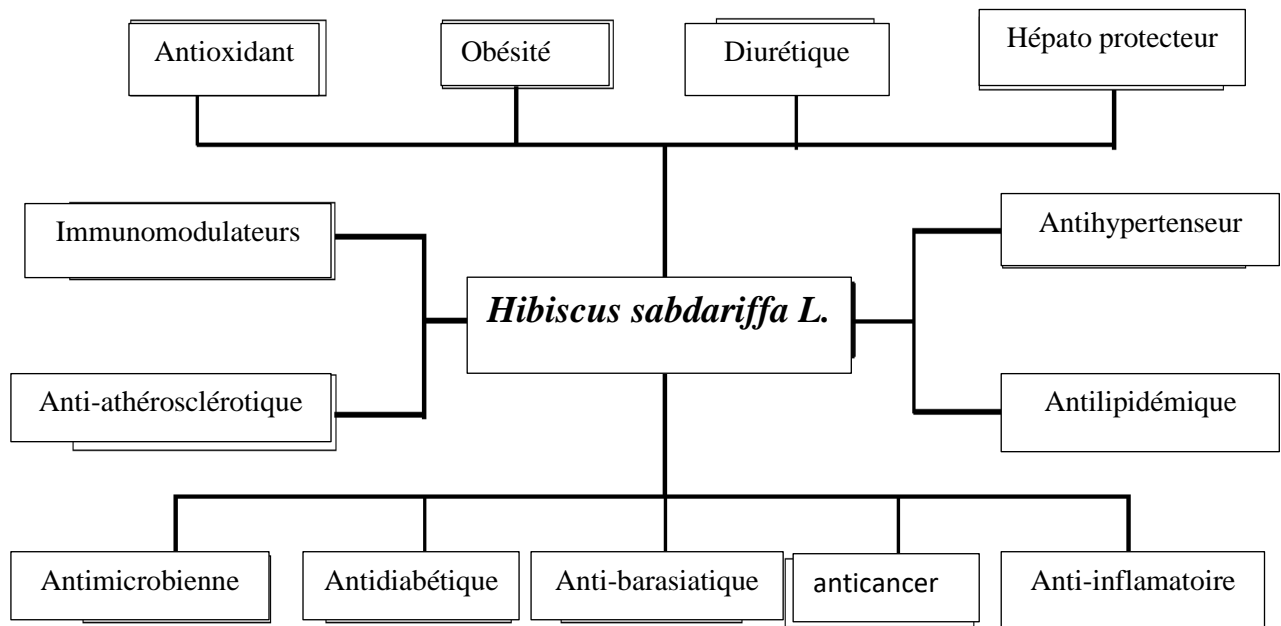 Antioxidant
Obésité
Diurétique
Hépato protecteur
Immunomodulateurs
Antihypertenseur
Hibiscus sabdariffa L.
Anti-athérosclérotique
Antilipidémique
Antimicrobienne
Antidiabétique
Anti-barasiatique
anticancer
Anti-inflamatoire